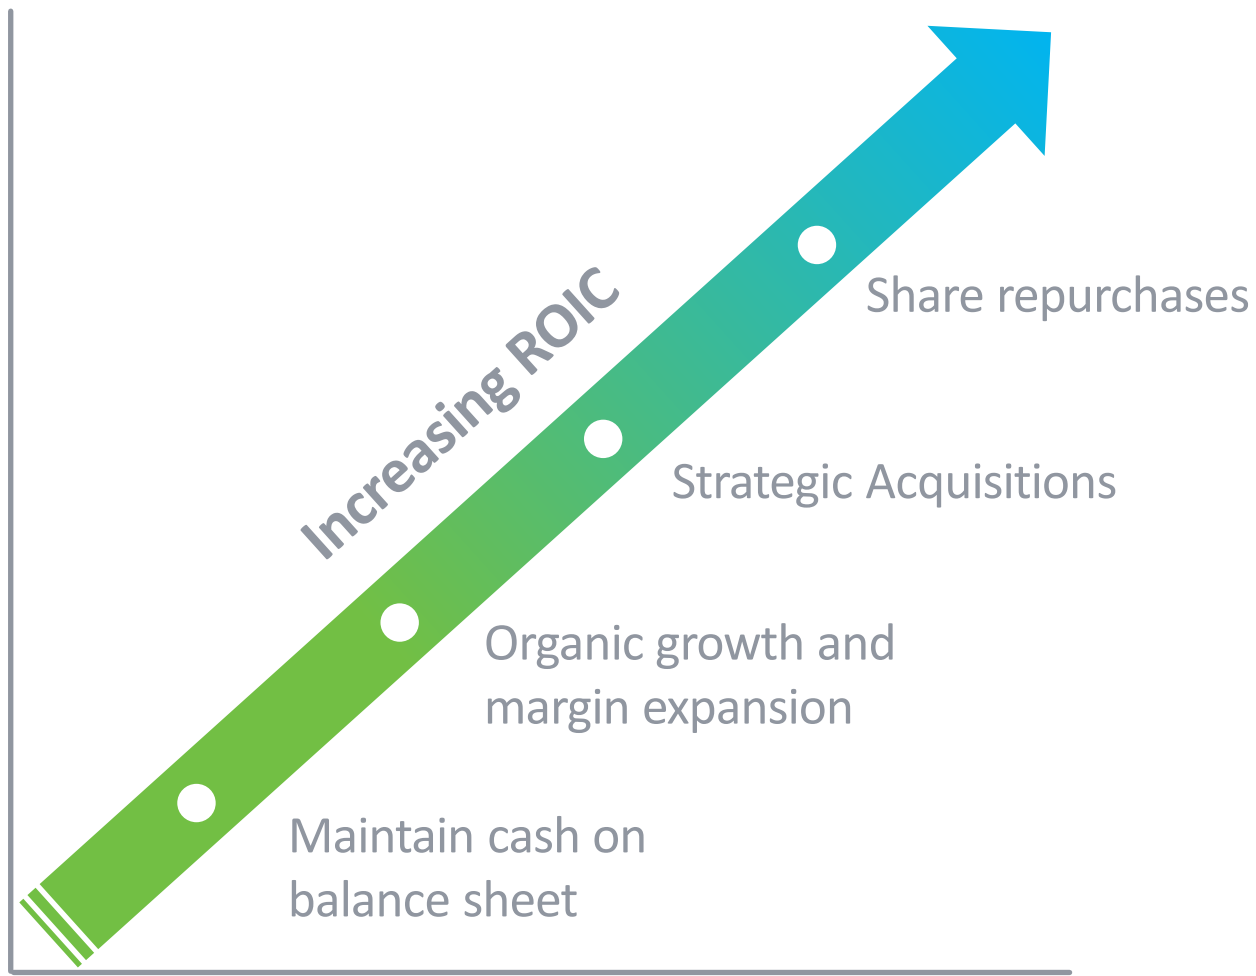 Increasing ROIC
Share repurchases
Strategic Acquisitions
Organic growth and
margin expansion
Maintain cash on
balance sheet